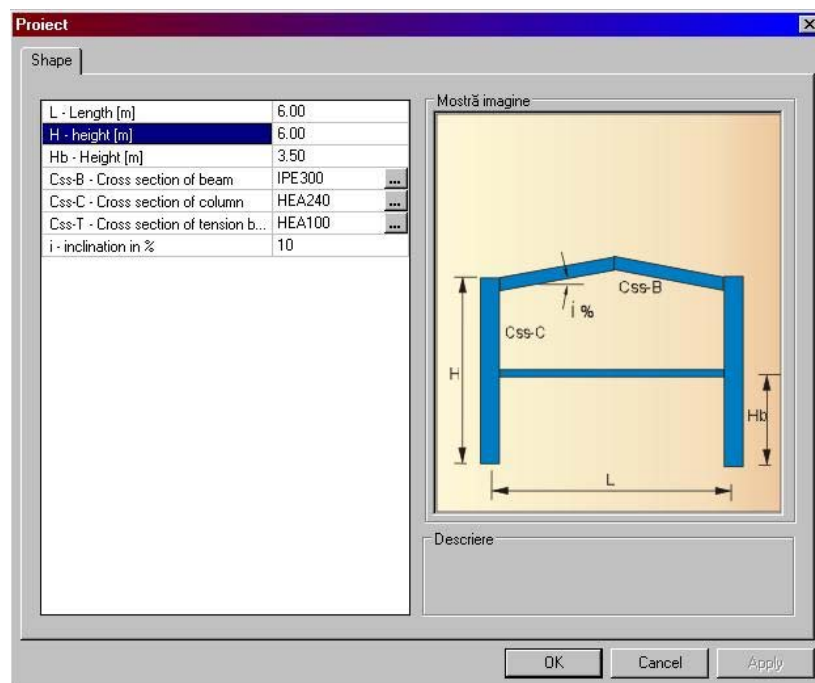 Proiect
Shape
L - Length [m] 6.00
H - height [m] 6.00
Hb - Height [m] 3.50
Css-B - Cross section of beam IPE300 ...
Css-C - Cross section of column HEA240 ...
Css-T - Cross section of tension b... HEA100 ...
i - inclination in % 10
Mostră imagine
Css-B
i %
Css-C
H
Hb
L
Descriere
OK Cancel Apply